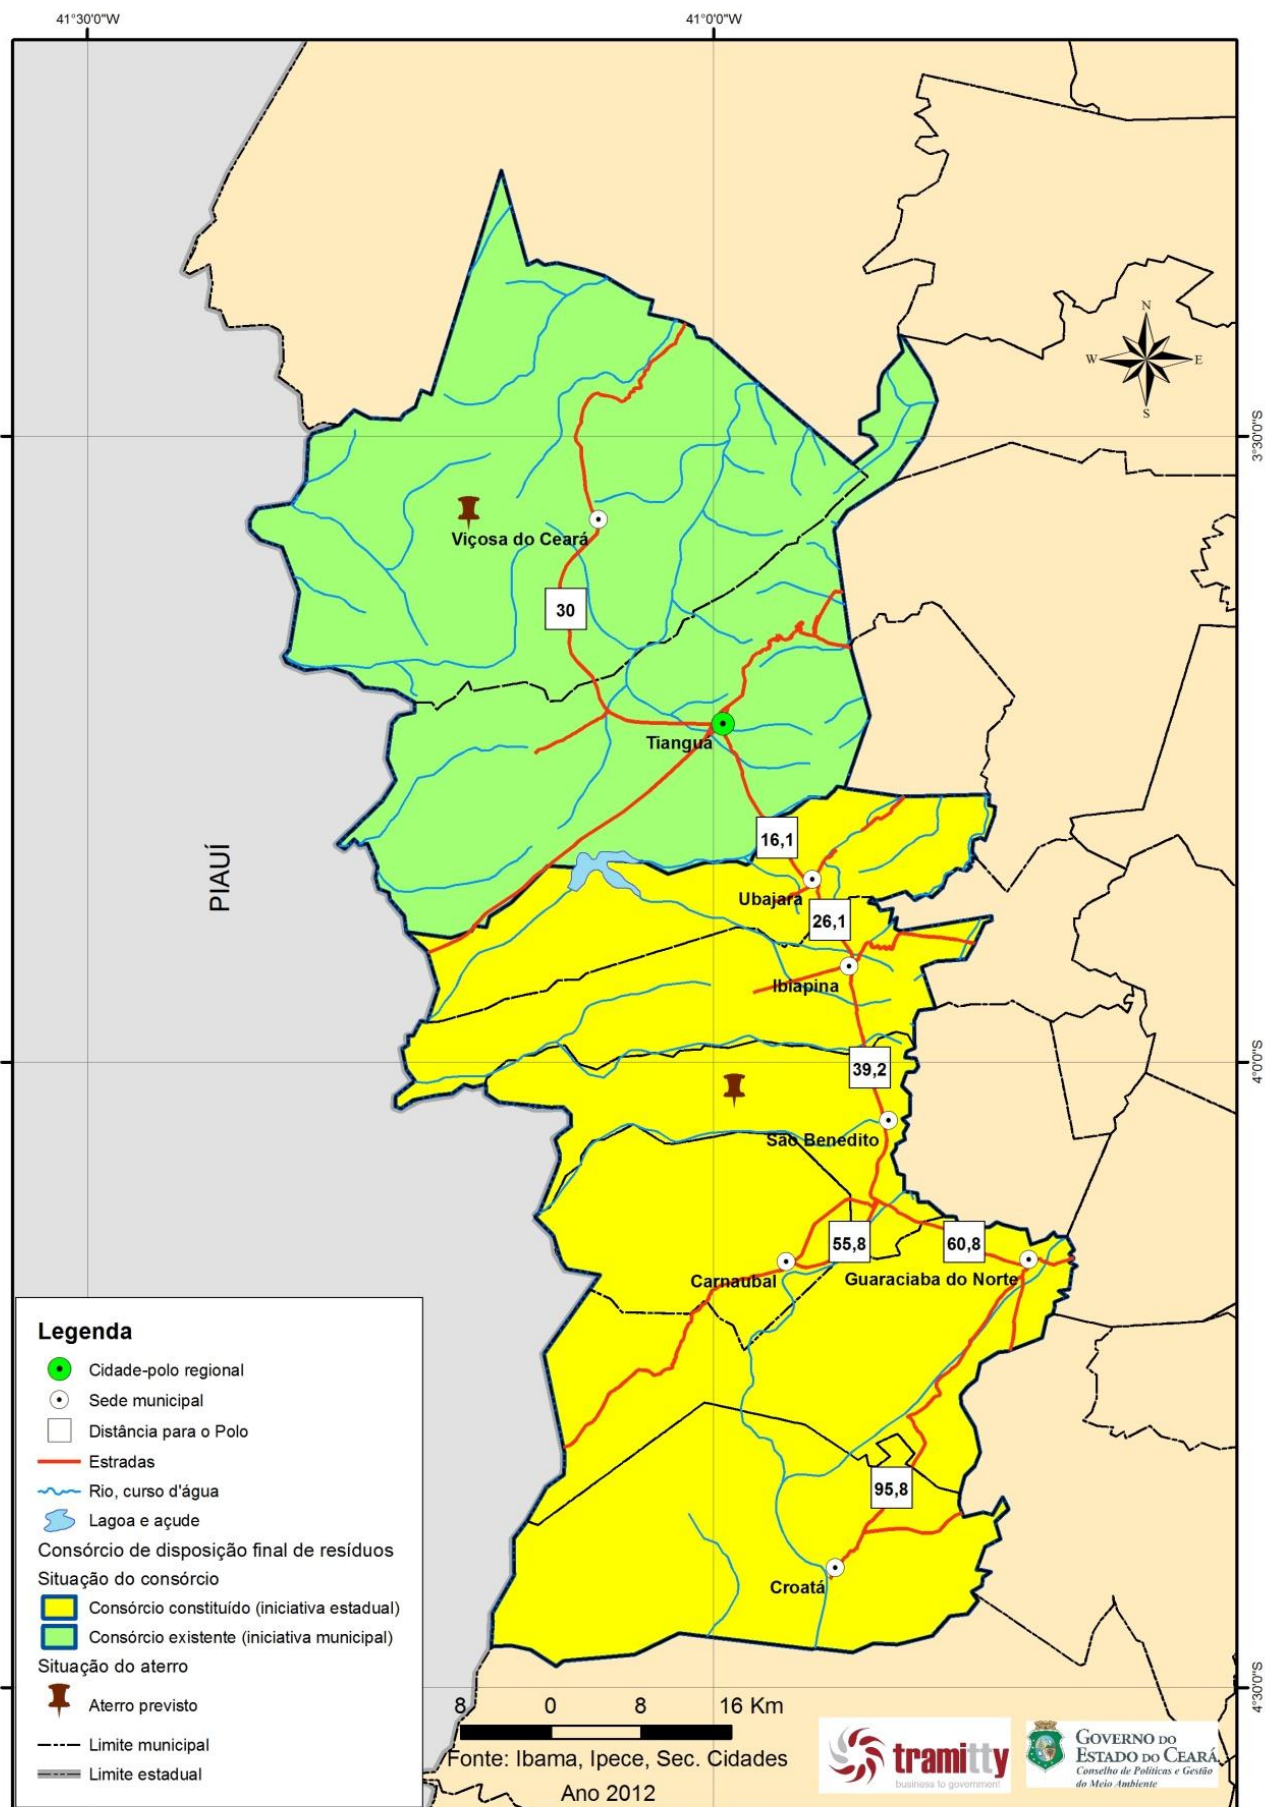 41°30'0"W
41°0'0"W
N
W
E
S
3°30'0"S
Viçosa do Ceará
30
Tianguá
PIAUÍ
16,1
Ubajara
26,1
Ibiapina
4°0'0"S
39,2
São Benedito
55,8
60,8
Carnaubal
Guaraciaba do Norte
95,8
Croatá
4°30'0"S
Legenda
Cidade-polo regional
Sede municipal
Distância para o Polo
Estradas
Rio, curso d'água
Lagoa e açude
Consórcio de disposição final de resíduos
Situação do consórcio
Consórcio constituído (iniciativa estadual)
Consórcio existente (iniciativa municipal)
Situação do aterro
Aterro previsto
Limite municipal
Limite estadual
8 0 8 16 Km
Fonte: Ibama, Ipece, Sec. Cidades
Ano 2012
tramitty
business to government
GOVERNO DO
ESTADO DO CEARÁ
Conselho de Políticas e Gestão
do Meio Ambiente